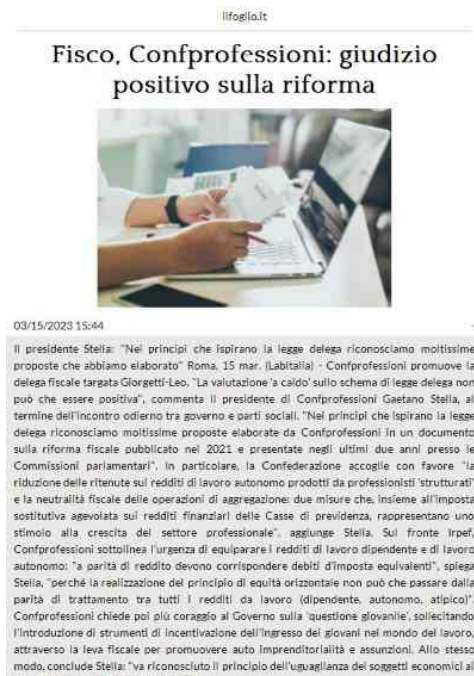 ilfoglio.it
Fisco, Confprofessioni: giudizio
positivo sulla riforma
03/15/2023 15:44
Il presidente Stella: "Nei principi che ispirano la legge delega riconosciamo moltissime
proposte che abbiamo elaborato" Roma, 15 mar. (Labitalia) - Confprofessioni promuove la
delega fiscale targata Giorgetti-Leo. "La valutazione 'a caldo' sullo schema di legge delega non
può che essere positiva", commenta il presidente di Confprofessioni Gaetano Stella, al
termine dell'incontro odierno tra governo e parti sociali. "Nei principi che ispirano la legge
delega riconosciamo moltissime proposte elaborate da Confprofessioni in un documento
sulla riforma fiscale pubblicato nel 2021 e presentate negli ultimi due anni presso le
Commissioni parlamentari". In particolare, la Confederazione accoglie con favore "la
riduzione delle ritenute sui redditi di lavoro autonomo prodotti da professionisti 'strutturati'
e la neutralità fiscale delle operazioni di aggregazione: due misure che, insieme all'imposta
sostitutiva agevolata sui redditi finanziari delle Casse di previdenza, rappresentano uno
stimolo alla crescita del settore professionale", aggiunge Stella. Sul fronte Irpef,
Confprofessioni sottolinea l'urgenza di equiparare i redditi di lavoro dipendente e di lavoro
autonomo: "a parità di reddito devono corrispondere debiti d'imposta equivalenti", spiega
Stella, "perché la realizzazione del principio di equità orizzontale non può che passare dalla
parità di trattamento tra tutti i redditi da lavoro (dipendente, autonomo, atipico)".
Confprofessioni chiede poi più coraggio al Governo sulla 'questione giovanile', sollecitando
l'introduzione di strumenti di incentivazione dell'ingresso dei giovani nel mondo del lavoro,
attraverso la leva fiscale per promuovere auto imprenditorialità e assunzioni. Allo stesso
modo, conclude Stella: "va riconosciuto il principio dell'uguaglianza dei soggetti economici ai